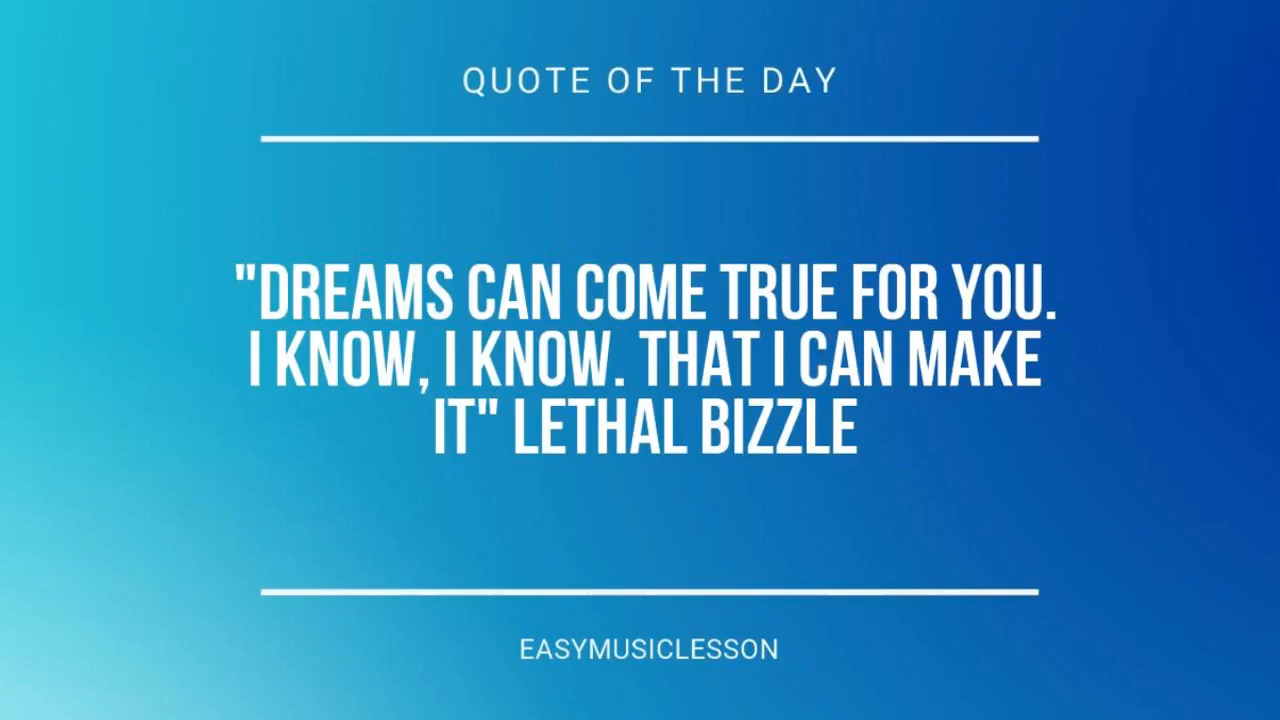 QUOTE OF THE DAY
"DREAMS CAN COME TRUE FOR YOU.
I KNOW, I KNOW. THAT I CAN MAKE
IT" LETHAL BIZZLE
EASYMUSICLESSON